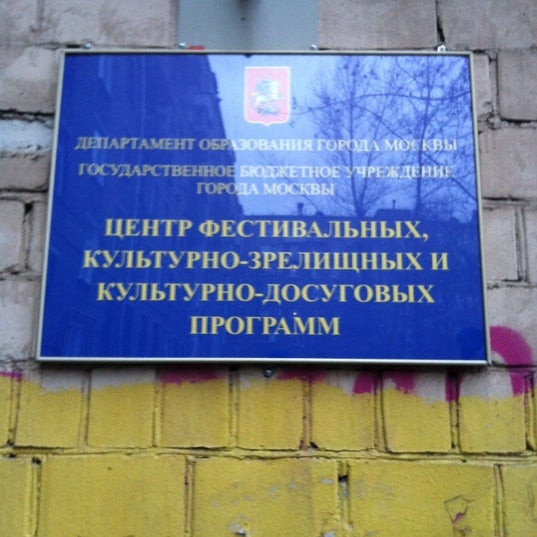 ДЕПАРТАМЕНТ ОБРАЗОВАНИЯ ГОРОДА МОСКВЫ
ГОСУДАРСТВЕННОЕ БЮДЖЕТНОЕ УЧРЕЖДЕНИЕ
ГОРОДА МОСКВЫ
ЦЕНТР ФЕСТИВАЛЬНЫХ,
КУЛЬТУРНО-ЗРЕЛИЩНЫХ И
КУЛЬТУРНО-ДОСУГОВЫХ
ПРОГРАММ